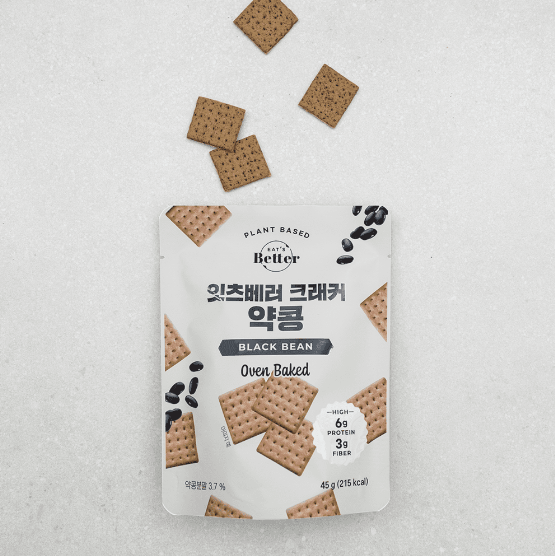 PLANT BASED
EAT'S
Better
잇츠베러 크래커
약콩
BLACK BEAN
Oven Baked
HIGH
6g
PROTEIN
3g
FIBER
약콩분말 3.7 %
45 g (215 kcal)